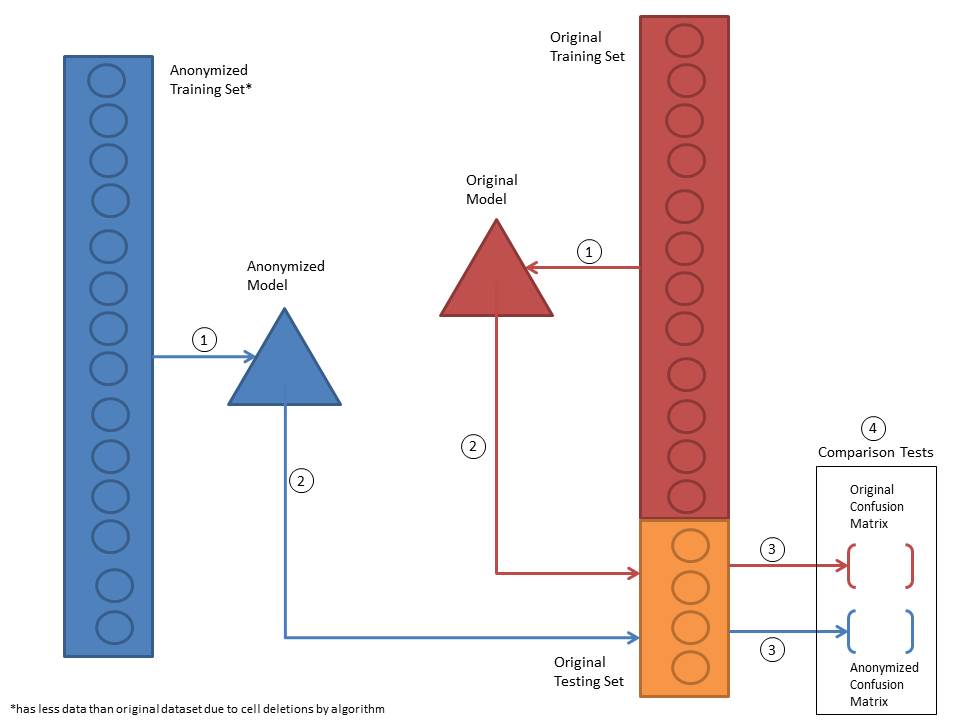 Original
Training Set
Anonymized
Training Set*
Original
Model
1
Anonymized
Model
1
2
2
4
Comparison Tests
Original
Confusion
Matrix
3
3
Original
Testing Set
Anonymized
Confusion
Matrix
*has less data than original dataset due to cell deletions by algorithm